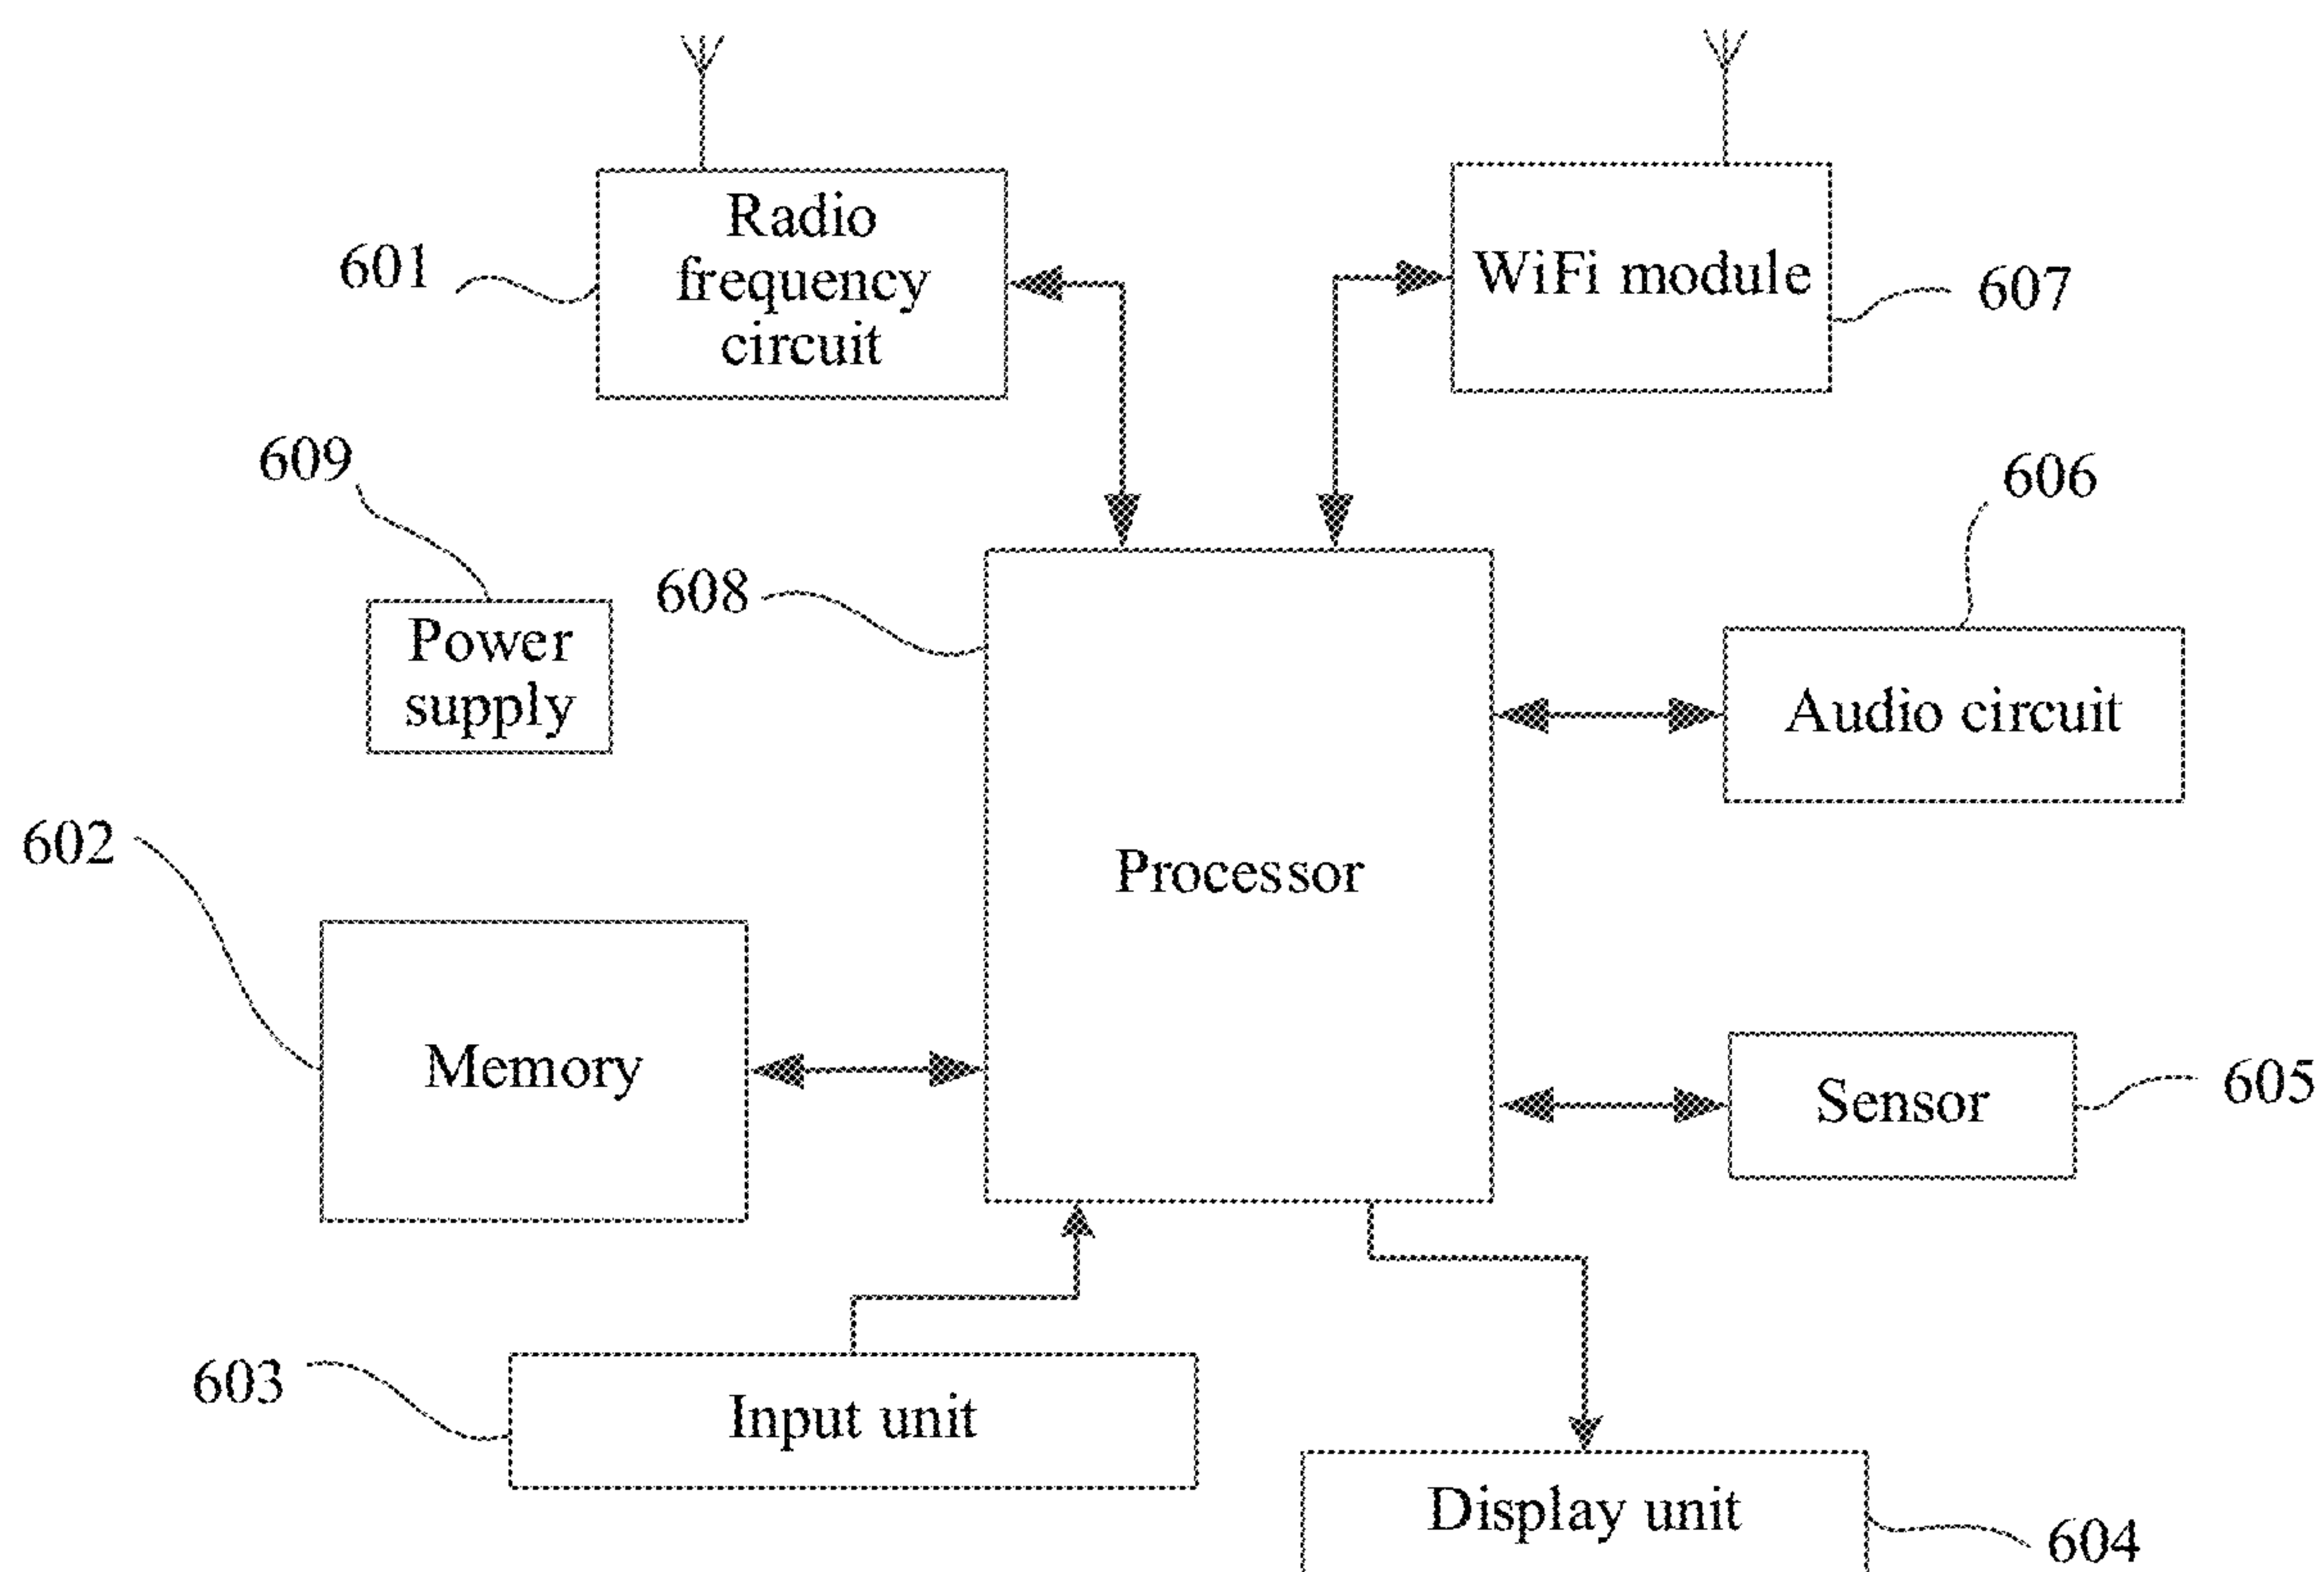 601
Radio
frequency
circuit
WiFi module
607
609
Power
supply
608
Processor
606
Audio circuit
602
Memory
Sensor
605
603
Input unit
Display unit
604